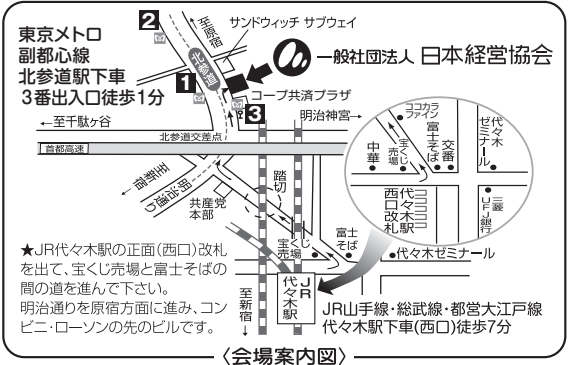 東京メトロ
副都心線
北参道駅下車
3番出入口徒歩1分
2
至原宿
サンドウィッチ サブウェイ
北参道
1
一般社団法人 日本経営協会
コープ共済プラザ
3
←至千駄ヶ谷
明治神宮→
北参道交差点
首都高速
至新宿
明治通り
共産党
本部
踏切
宝くじ
売場
富士
そば
代々木ゼミナール
JR
代々木駅
至新宿
↓
ココカラ
ファイン
中華
宝くじ
売場
富士そば
交番
代々木
ゼミナール
代々木駅
西口改札
三菱
UFJ銀行
★JR代々木駅の正面(西口)改札
を出て、宝くじ売場と富士そばの
間の道を進んで下さい。
明治通りを原宿方面に進み、コン
ビニ・ローソンの先のビルです。
JR山手線・総武線・都営大江戸線
代々木駅下車(西口)徒歩7分
〈会場案内図〉